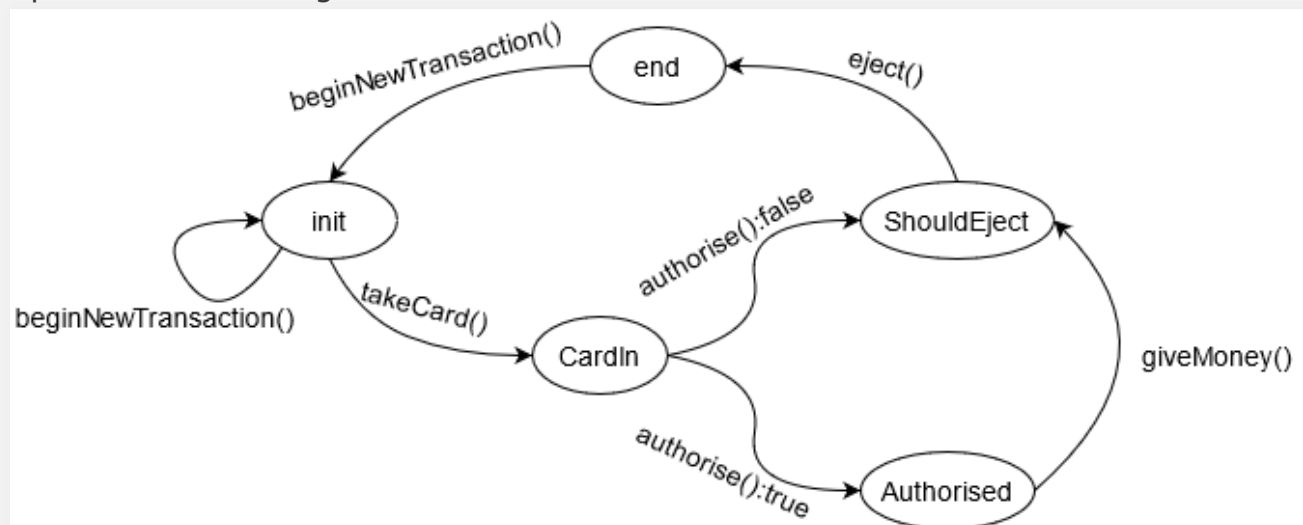 beginNewTransaction()
end
eject()
init
authorise():false
ShouldEject
beginNewTransaction()
takeCard()
CardIn
giveMoney()
authorise():true
Authorised